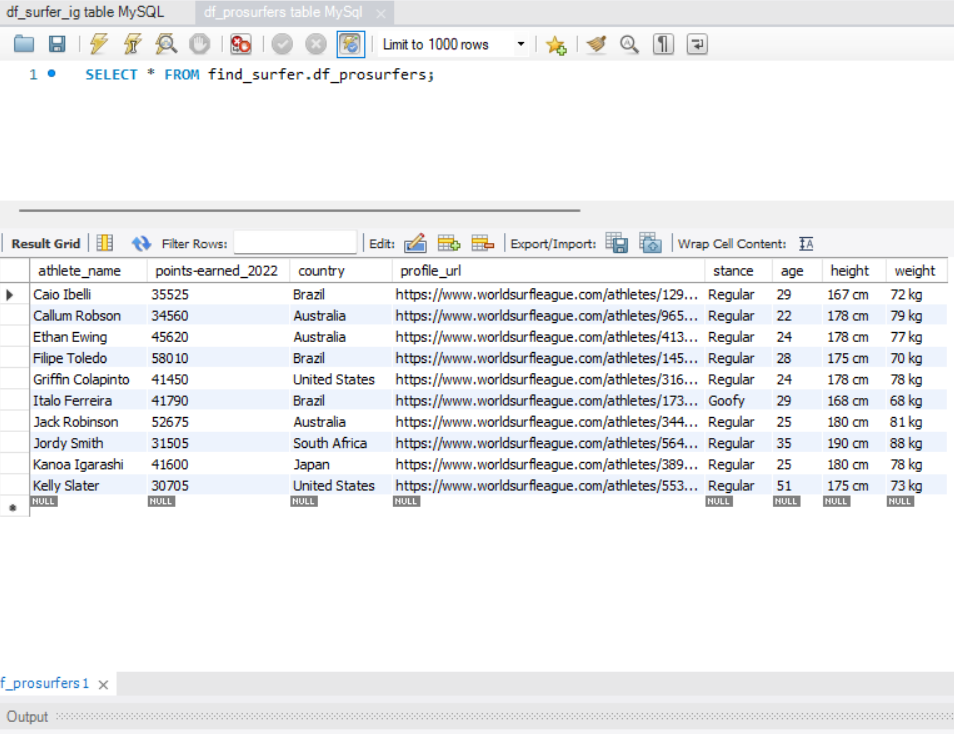 df_surfer_ig table MySQL df_prosurfers table MySql
Limit to 1000 rows
1 SELECT * FROM find_surfer.df_prosurfers;
Result Grid Filter Rows: Edit: Export/Import: Wrap Cell Content:
athlete_name points-earned_2022 country profile_url stance age height weight
Caio Ibelli 35525 Brazil https://www.worldsurfleague.com/athletes/129... Regular 29 167 cm 72 kg
Callum Robson 34560 Australia https://www.worldsurfleague.com/athletes/965... Regular 22 178 cm 79 kg
Ethan Ewing 45620 Australia https://www.worldsurfleague.com/athletes/413... Regular 24 178 cm 77 kg
Filipe Toledo 58010 Brazil https://www.worldsurfleague.com/athletes/145... Regular 28 175 cm 70 kg
Griffin Colapinto 41450 United States https://www.worldsurfleague.com/athletes/316... Regular 24 178 cm 78 kg
Italo Ferreira 41790 Brazil https://www.worldsurfleague.com/athletes/173... Goofy 29 168 cm 68 kg
Jack Robinson 52675 Australia https://www.worldsurfleague.com/athletes/344... Regular 25 180 cm 81 kg
Jordy Smith 31505 South Africa https://www.worldsurfleague.com/athletes/564... Regular 35 190 cm 88 kg
Kanoa Igarashi 41600 Japan https://www.worldsurfleague.com/athletes/389... Regular 25 180 cm 78 kg
Kelly Slater 30705 United States https://www.worldsurfleague.com/athletes/553... Regular 51 175 cm 73 kg
NULL NULL NULL NULL NULL NULL NULL NULL
f_prosurfers 1
Output